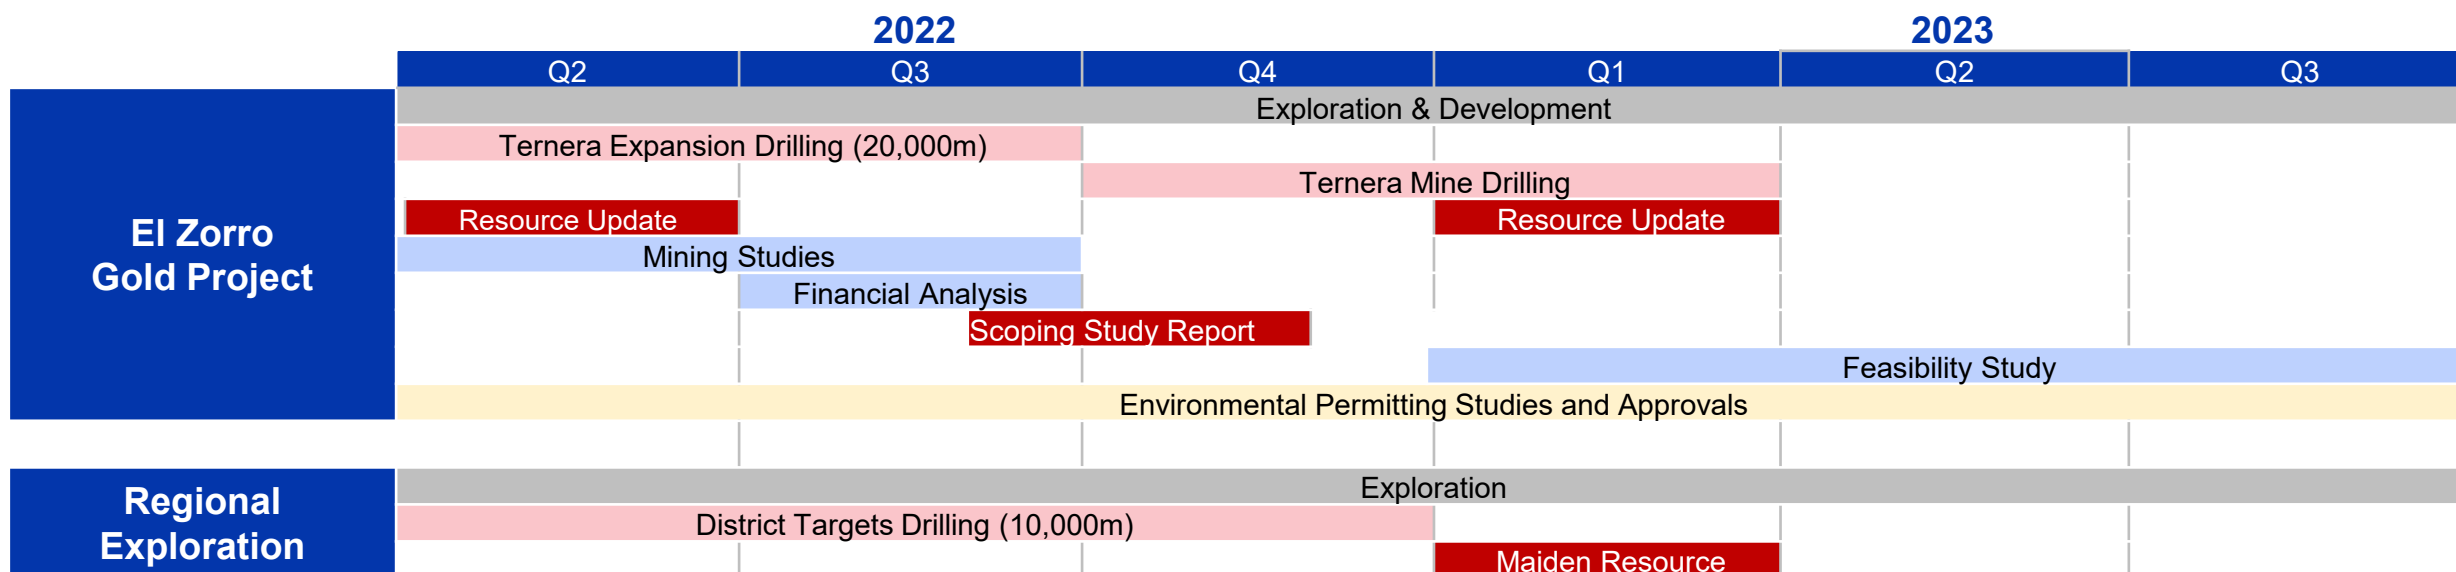 2022
2023
Q2
Q3
Q4
Q1
Q2
Q3
El Zorro
Gold Project
Exploration & Development
Ternera Expansion Drilling (20,000m)
Ternera Mine Drilling
Resource Update
Resource Update
Mining Studies
Financial Analysis
Scoping Study Report
Feasibility Study
Environmental Permitting Studies and Approvals
Regional
Exploration
Exploration
District Targets Drilling (10,000m)
Maiden Resource